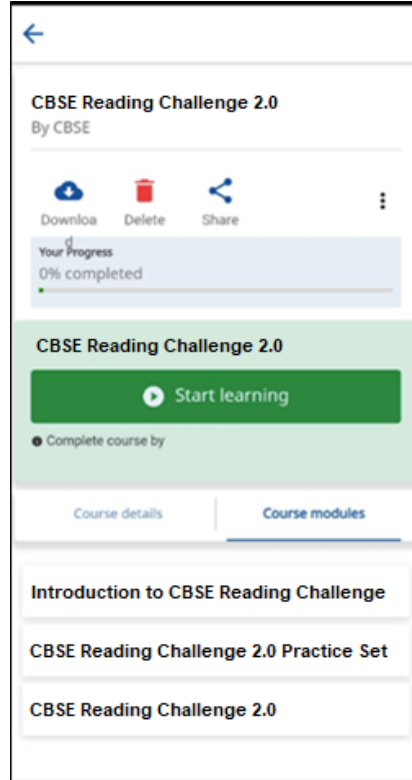 CBSE Reading Challenge 2.0
By CBSE
Download Delete Share
Your Progress
0% completed
CBSE Reading Challenge 2.0
Start learning
Complete course by
Course details Course modules
Introduction to CBSE Reading Challenge
CBSE Reading Challenge 2.0 Practice Set
CBSE Reading Challenge 2.0